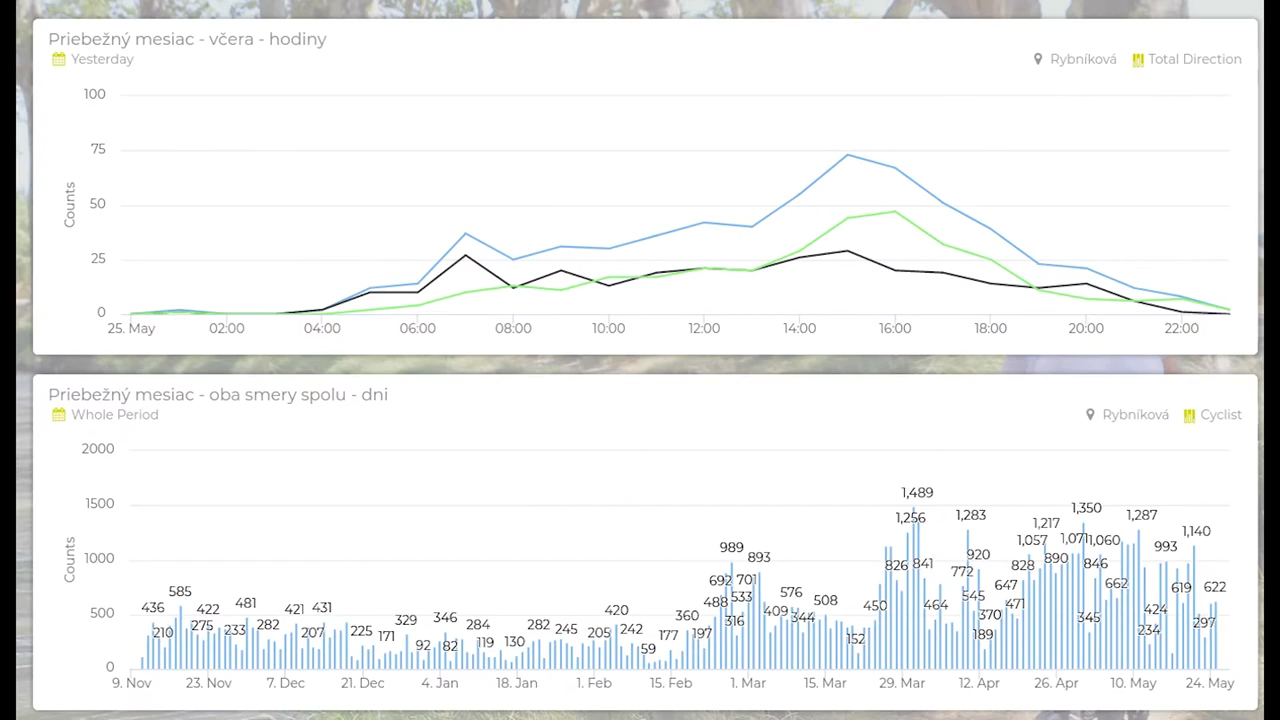 Priebežný mesiac - včera - hodiny
Yesterday
Rybníková Total Direction
100
75
50
25
0
Counts
25. May 02:00 04:00 06:00 08:00 10:00 12:00 14:00 16:00 18:00 20:00 22:00
Priebežný mesiac - oba smery spolu - dni
Whole Period
Rybníková Cyclist
2000
1500
1000
500
0
Counts
436 210 585 275 422 233 481 282 421 207 431 225 171 329 92 346 82 284 119 130 282 245 205 420 242 59 177 360 197 488 692 989 316 533 701 893 409 576 344 508 152 450 826 1,256 1,489 841 464 772 1,283 545 920 189 370 647 471 828 1,057 1,217 890 1,071 1,350 345 846 1,060 662 1,287 234 424 993 619 1,140 297 622
9. Nov 23. Nov 7. Dec 21. Dec 4. Jan 18. Jan 1. Feb 15. Feb 1. Mar 15. Mar 29. Mar 12. Apr 26. Apr 10. May 24. May